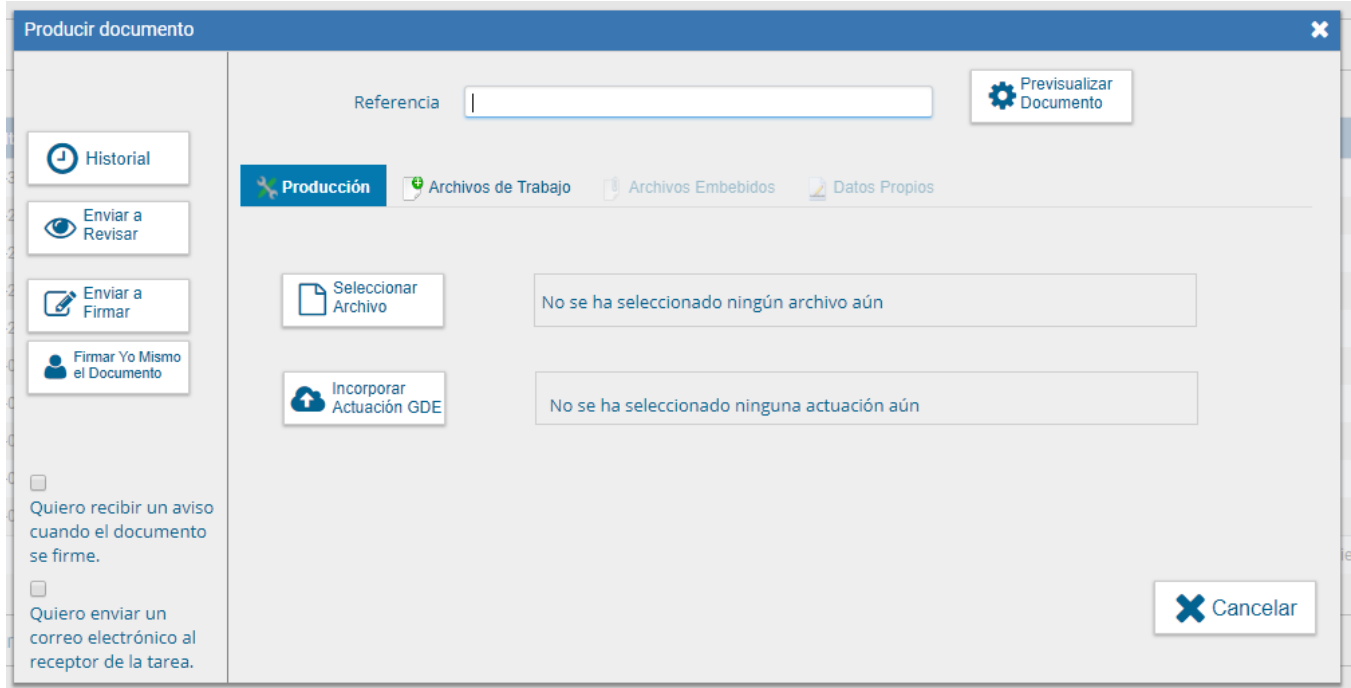 Producir documento
Referencia
Previsualizar
Documento
Historial
Enviar a
Revisar
Enviar a
Firmar
Firmar Yo Mismo
el Documento
Quiero recibir un aviso
cuando el documento
se firme.
Quiero enviar un
correo electrónico al
receptor de la tarea.
Producción
Archivos de Trabajo
Archivos Embebidos
Datos Propios
Seleccionar
Archivo
No se ha seleccionado ningún archivo aún
Incorporar
Actuación GDE
No se ha seleccionado ninguna actuación aún
Cancelar